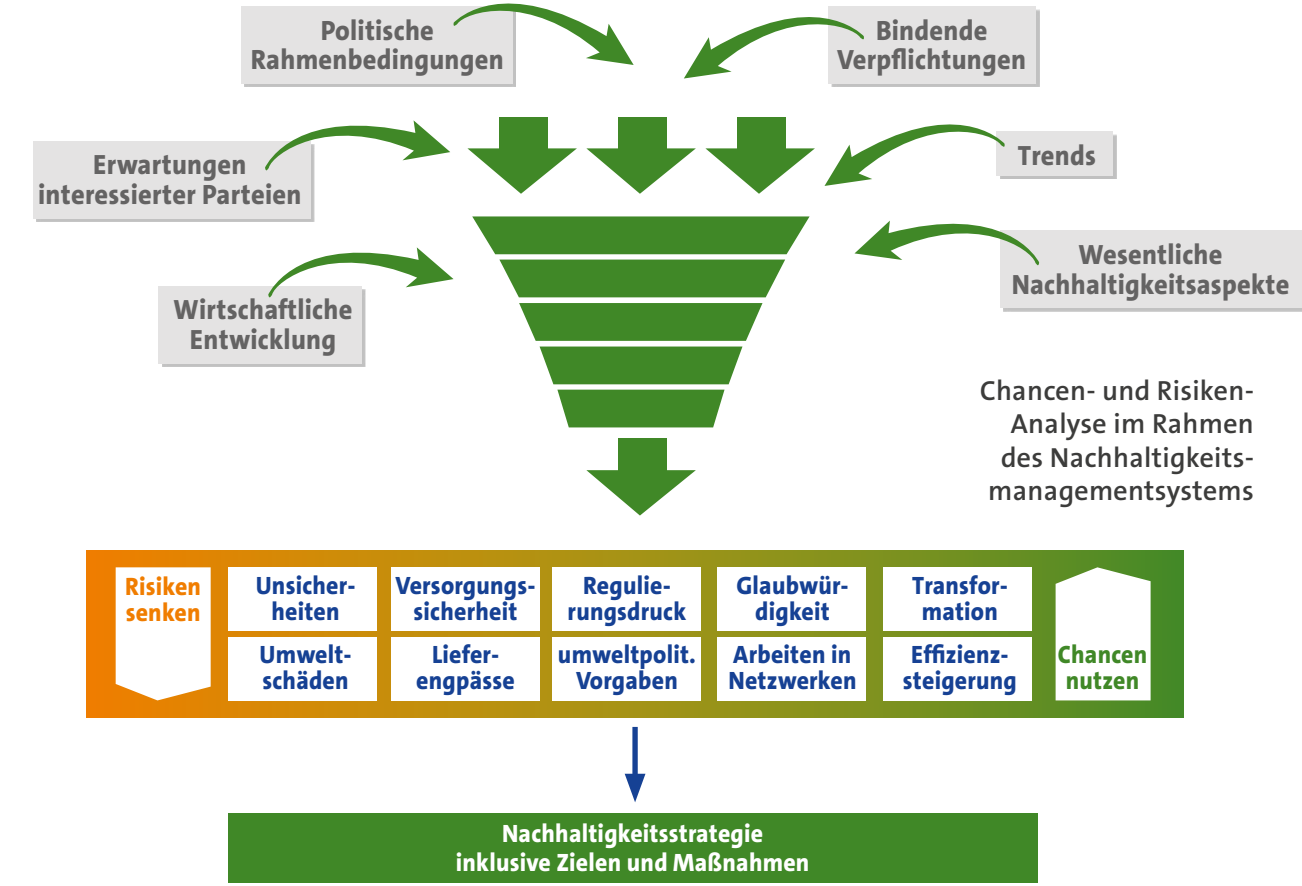 Politische
Rahmenbedingungen
Bindende
Verpflichtungen
Erwartungen
interessierter Parteien
Trends
Wirtschaftliche
Entwicklung
Wesentliche
Nachhaltigkeitsaspekte
Chancen- und Risiken-
Analyse im Rahmen
des Nachhaltigkeits-
managementsystems
Risiken
senken
Unsicher-
heiten
Versorgungs-
sicherheit
Regulie-
rungsdruck
Glaubwür-
digkeit
Transfor-
mation
Umwelt-
schäden
Liefer-
engpässe
umweltpolit.
Vorgaben
Arbeiten in
Netzwerken
Effizienz-
steigerung
Chancen
nutzen
Nachhaltigkeitsstrategie
inklusive Zielen und Maßnahmen